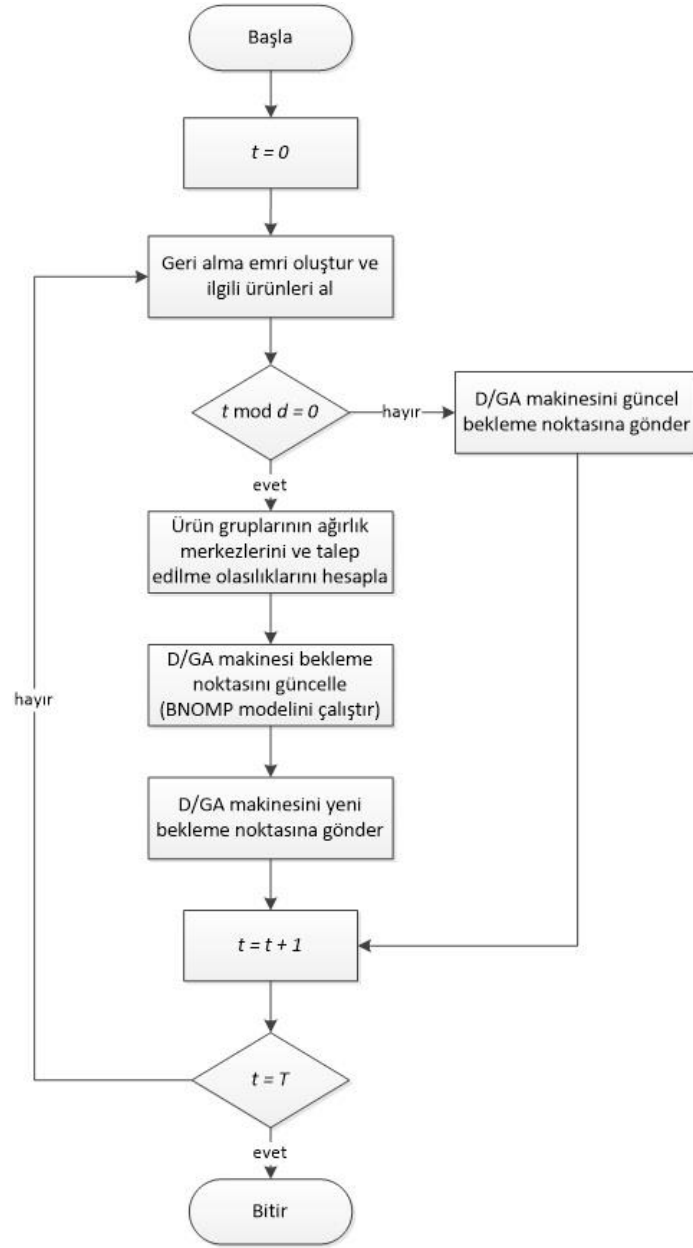 Başla
t = 0
Geri alma emri oluştur ve
ilgili ürünleri al
t mod d = 0
hayır
D/GA makinesini güncel
bekleme noktasına gönder
evet
Ürün gruplarının ağırlık
merkezlerini ve talep
edilme olasılıklarını hesapla
D/GA makinesi bekleme
noktasını güncelle
(BNOMP modelini çalıştır)
hayır
D/GA makinesini yeni
bekleme noktasına gönder
t = t + 1
t = T
evet
Bitir